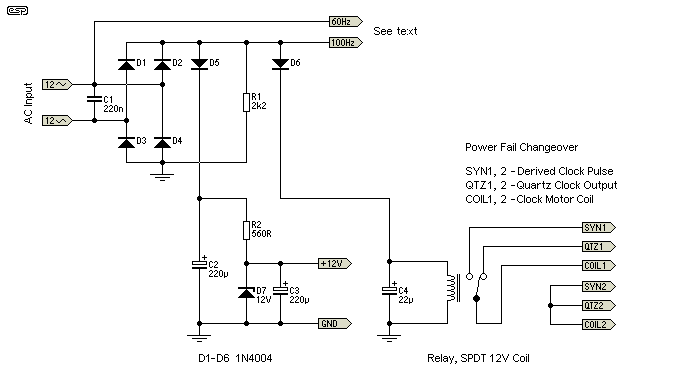 esp
60Hz
100Hz
See text
D1
D2
D5
D6
12
C1
220n
12
AC Input
R1
2k2
D3
D4
Power Fail Changeover
SYN1, 2 - Derived Clock Pulse
QTZ1, 2 - Quartz Clock Output
COIL1, 2 - Clock Motor Coil
R2
560R
SYN1
QTZ1
COIL1
+
C2
220µ
+12V
D7
12V
+
C3
220µ
+
C4
22µ
SYN2
QTZ2
COIL2
GND
D1-D6 1N4004
Relay, SPDT 12V Coil